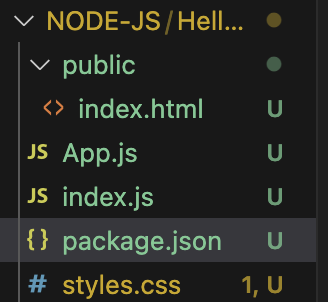 NODE-JS/Hell...
public
<> index.html U
JS App.js U
JS index.js U
{} package.json U
# styles.css 1, U